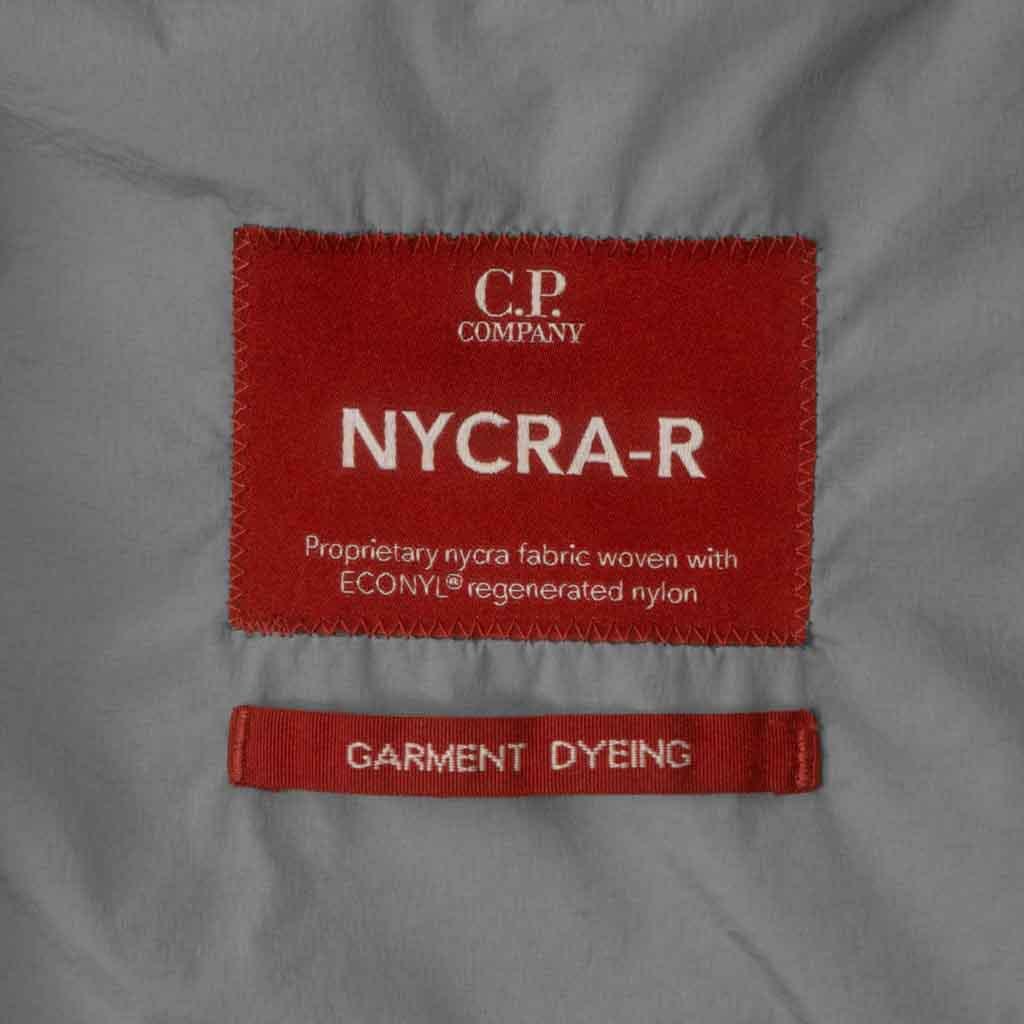 C.P.
COMPANY
NYCRA-R
Proprietary nycra fabric woven with
ECONYL® regenerated nylon
GARMENT DYEING